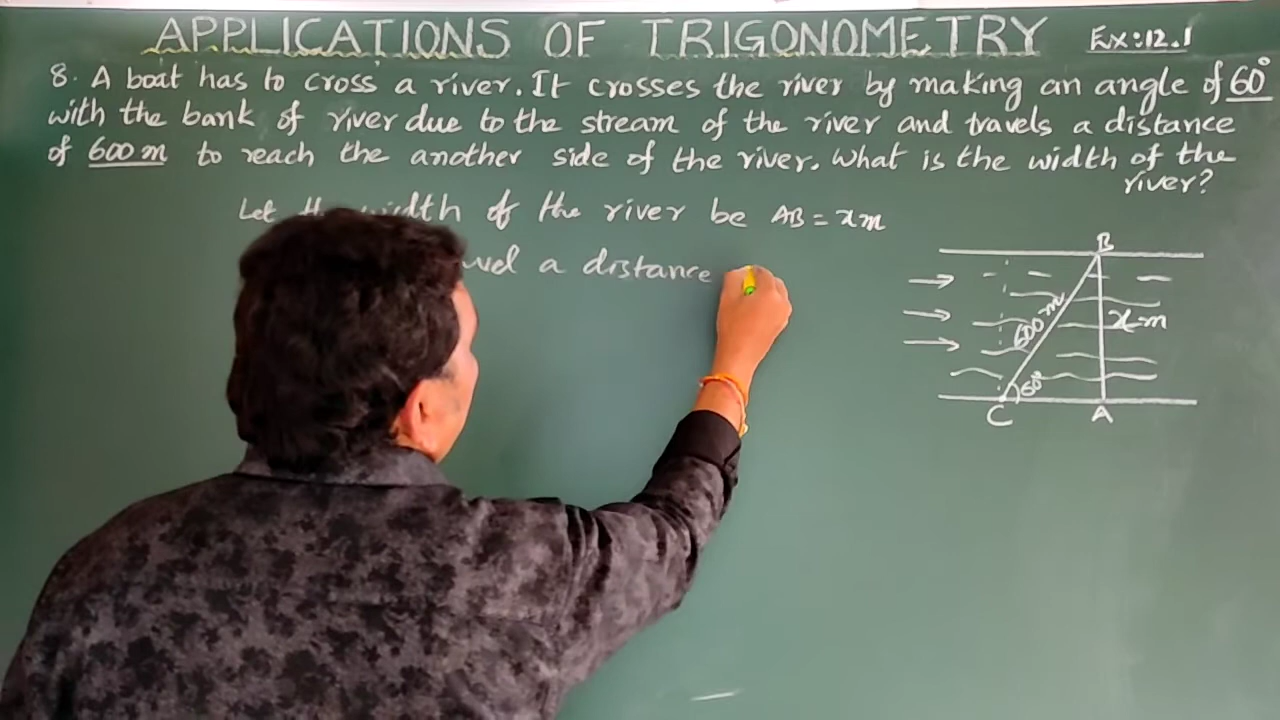 APPLICATIONS OF TRIGONOMETRY Ex:12.1
8. A boat has to cross a river. It crosses the river by making an angle of 60°
with the bank of river due to the stream of the river and travels a distance
of 600 m to reach the another side of the river. What is the width of the
river?
Let width of the river be AB = x m
a distance
B
600 m
x m
60°
C A